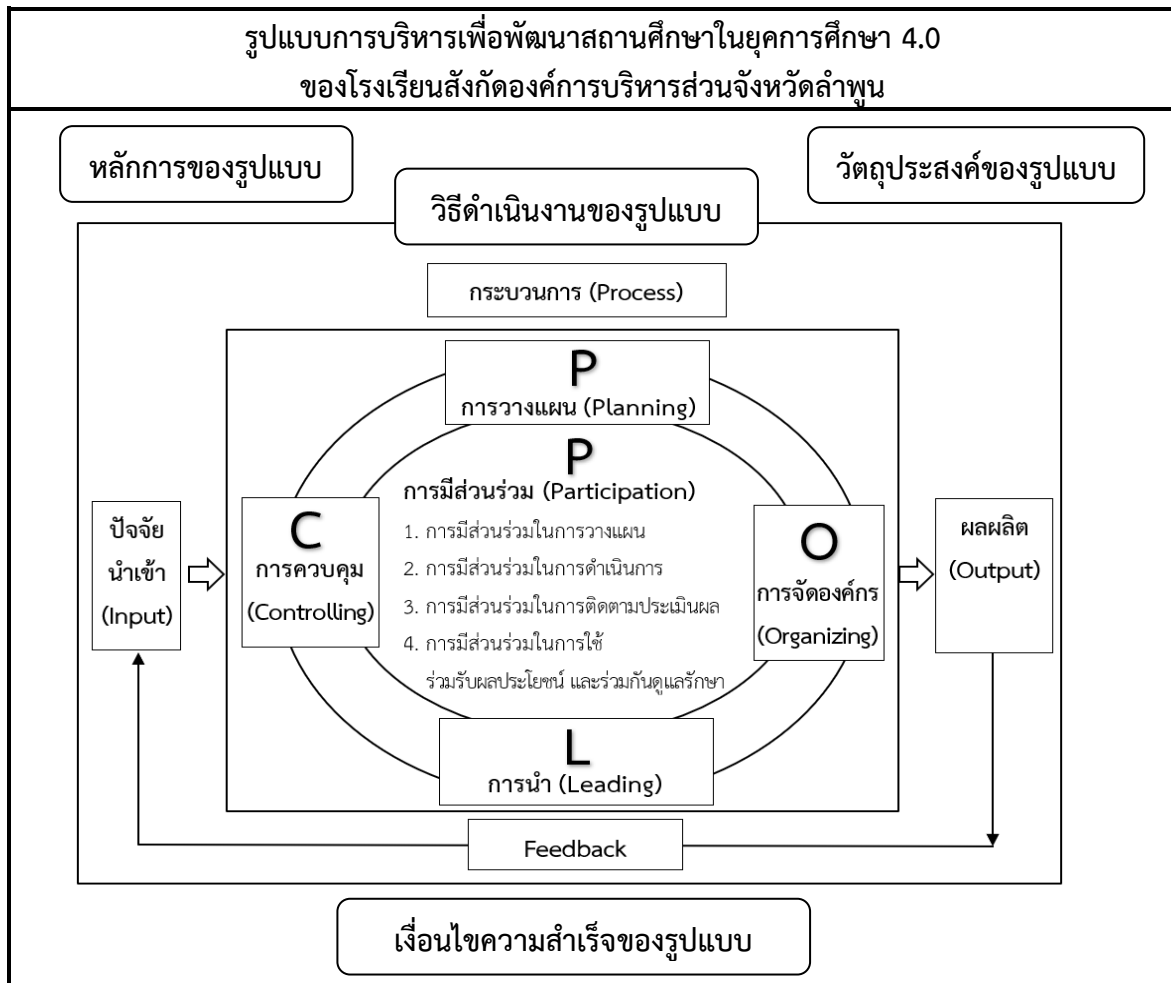 รูปแบบการบริหารเพื่อพัฒนาสถานศึกษาในยุคการศึกษา 4.0
ของโรงเรียนสังกัดองค์การบริหารส่วนจังหวัดลำพูน
หลักการของรูปแบบ
วัตถุประสงค์ของรูปแบบ
วิธีดำเนินงานของรูปแบบ
กระบวนการ (Process)
P
การวางแผน (Planning)
P
การมีส่วนร่วม (Participation)
1. การมีส่วนร่วมในการวางแผน
2. การมีส่วนร่วมในการดำเนินการ
3. การมีส่วนร่วมในการติดตามประเมินผล
4. การมีส่วนร่วมในการใช้
ร่วมรับผลประโยชน์ และร่วมกันดูแลรักษา
ปัจจัย
นำเข้า
(Input)
C
การควบคุม
(Controlling)
O
การจัดองค์กร
(Organizing)
ผลผลิต
(Output)
L
การนำ (Leading)
Feedback
เงื่อนไขความสำเร็จของรูปแบบ